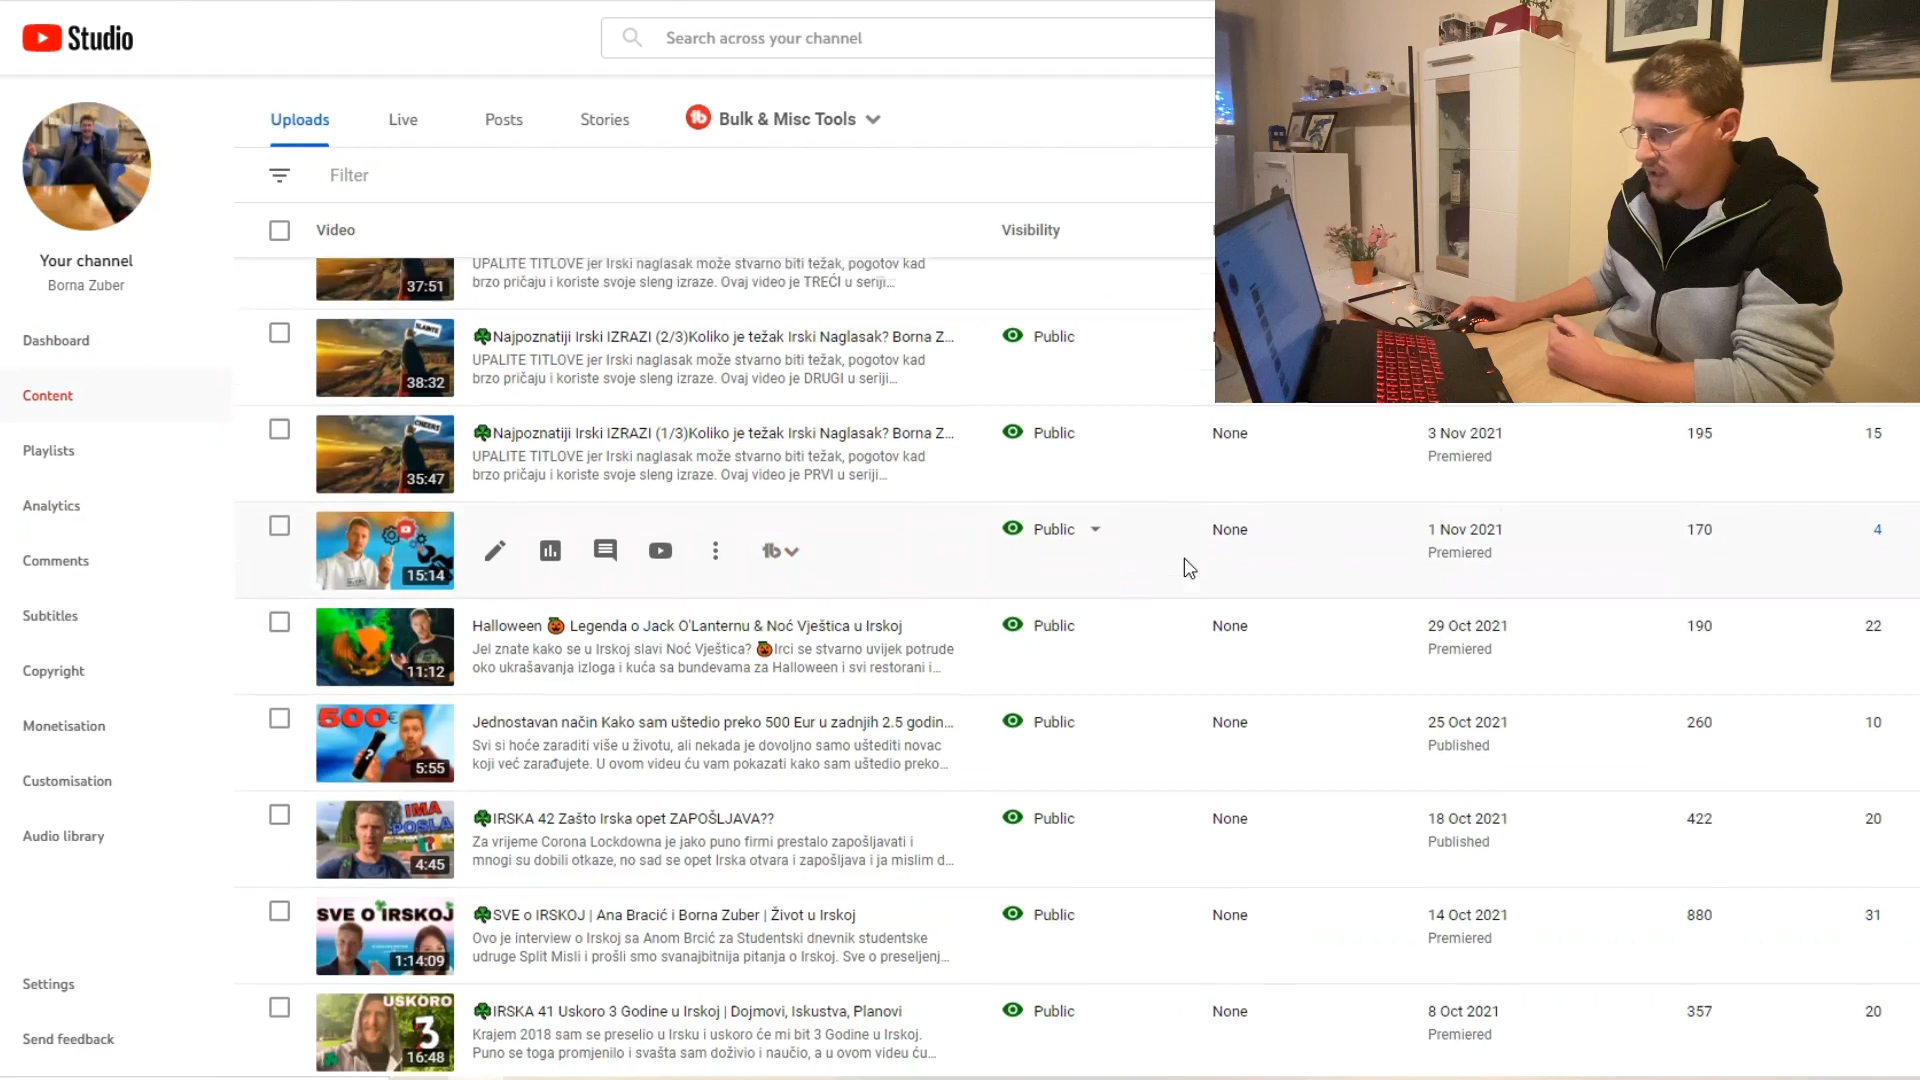 Studio
Search across your channel
Your channel
Borna Zuber
Dashboard
Content
Playlists
Analytics
Comments
Subtitles
Copyright
Monetisation
Customisation
Audio library
Settings
Send feedback
Uploads Live Posts Stories Bulk & Misc Tools
Filter
Video Visibility
UPALITE TITLOVE jer Irski naglasak može stvarno biti težak, pogotov kad
brzo pričaju i koriste svoje sleng izraze. Ovaj video je TREĆI u seriji...
37:51
Najpoznatiji Irski IZRAZI (2/3)Koliko je težak Irski Naglasak? Borna Z...
UPALITE TITLOVE jer Irski naglasak može stvarno biti težak, pogotov kad
brzo pričaju i koriste svoje sleng izraze. Ovaj video je DRUGI u seriji...
SLAINTE
38:32
Public
Najpoznatiji Irski IZRAZI (1/3)Koliko je težak Irski Naglasak? Borna Z...
UPALITE TITLOVE jer Irski naglasak može stvarno biti težak, pogotov kad
brzo pričaju i koriste svoje sleng izraze. Ovaj video je PRVI u seriji...
CHEERS
35:47
Public None 3 Nov 2021 195 15
Premiered
15:14
Public None 1 Nov 2021 170 4
Premiered
Halloween Legenda o Jack O'Lanternu & Noć Vještica u Irskoj
Jel znate kako se u Irskoj slavi Noć Vještica? Irci se stvarno uvijek potrude
oko ukrašavanja izloga i kuća sa bundevama za Halloween i svi restorani i...
11:12
Public None 29 Oct 2021 190 22
Premiered
500€
5:55
Jednostavan način Kako sam uštedio preko 500 Eur u zadnjih 2.5 godin...
Svi si hoće zaraditi više u životu, ali nekada je dovoljno samo uštediti novac
koji već zarađujete. U ovom videu ću vam pokazati kako sam uštedio preko...
Public None 25 Oct 2021 260 10
Published
IMA
POSLA
4:45
IRSKA 42 Zašto Irska opet ZAPOŠLJAVA??
Za vrijeme Corona Lockdowna je jako puno firmi prestalo zapošljavati i
mnogi su dobili otkaze, no sad se opet Irska otvara i zapošljava i ja mislim d...
Public None 18 Oct 2021 422 20
Published
SVE O IRSKOJ
1:14:09
SVE o IRSKOJ | Ana Bracić i Borna Zuber | Život u Irskoj
Ovo je interview o Irskoj sa Anom Brcić za Studentski dnevnik studentske
udruge Split Misli i prošli smo svanajbitnija pitanja o Irskoj. Sve o preseljenj...
Public None 14 Oct 2021 880 31
Premiered
USKORO
3
16:48
IRSKA 41 Uskoro 3 Godine u Irskoj | Dojmovi, Iskustva, Planovi
Krajem 2018 sam se preselio u Irsku i uskoro će mi bit 3 Godine u Irskoj.
Puno se toga promjenilo i svašta sam doživio i naučio, a u ovom videu ću...
Public None 8 Oct 2021 357 20
Premiered